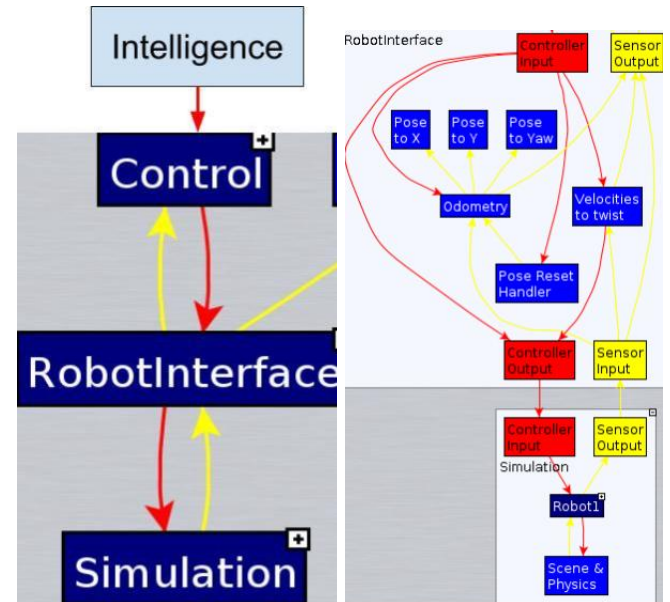 Intelligence
Control
RobotInterface
Simulation
RobotInterface
Controller
Input
Sensor
Output
Pose
to X
Pose
to Y
Pose
to Yaw
Odometry
Velocities
to twist
Pose Reset
Handler
Controller
Output
Sensor
Input
Controller
Input
Sensor
Output
Simulation
Robot1
Scene &
Physics